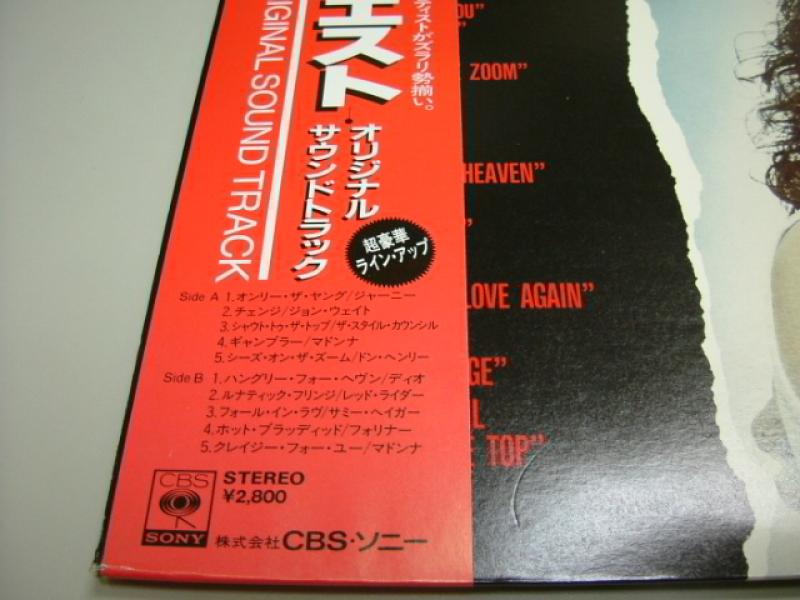 ティストがズラリ勢揃い。
エスト
オリジナル
サウンドトラック
IGINAL SOUND TRACK
超豪華
ライン・アップ
Side A 1.オンリー・ザ・ヤング/ジャーニー
2.チェンジ/ジョン・ウェイト
3.シャウト・トゥ・ザ・トップ/ザ・スタイル・カウンシル
4.ギャンブラー/マドンナ
5.シーズ・オン・ザ・ズーム/ドン・ヘンリー
Side B 1.ハングリー・フォー・ヘヴン/ディオ
2.ルナティック・フリンジ/レッド・ライダー
3.フォール・イン・ラヴ/サミー・ヘイガー
4.ホット・ブラッディッド/フォリナー
5.クレイジー・フォー・ユー/マドンナ
CBS
SONY
STEREO
¥2,800
株式会社 CBS・ソニー
OU"
ZOOM"
HEAVEN"
LOVE AGAIN"
GE"
L
E TOP"